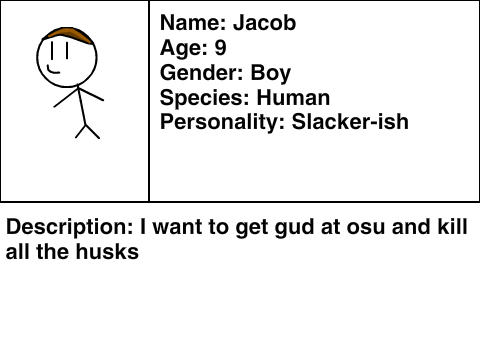 Name: Jacob
Age: 9
Gender: Boy
Species: Human
Personality: Slacker-ish
Description: I want to get gud at osu and kill
all the husks